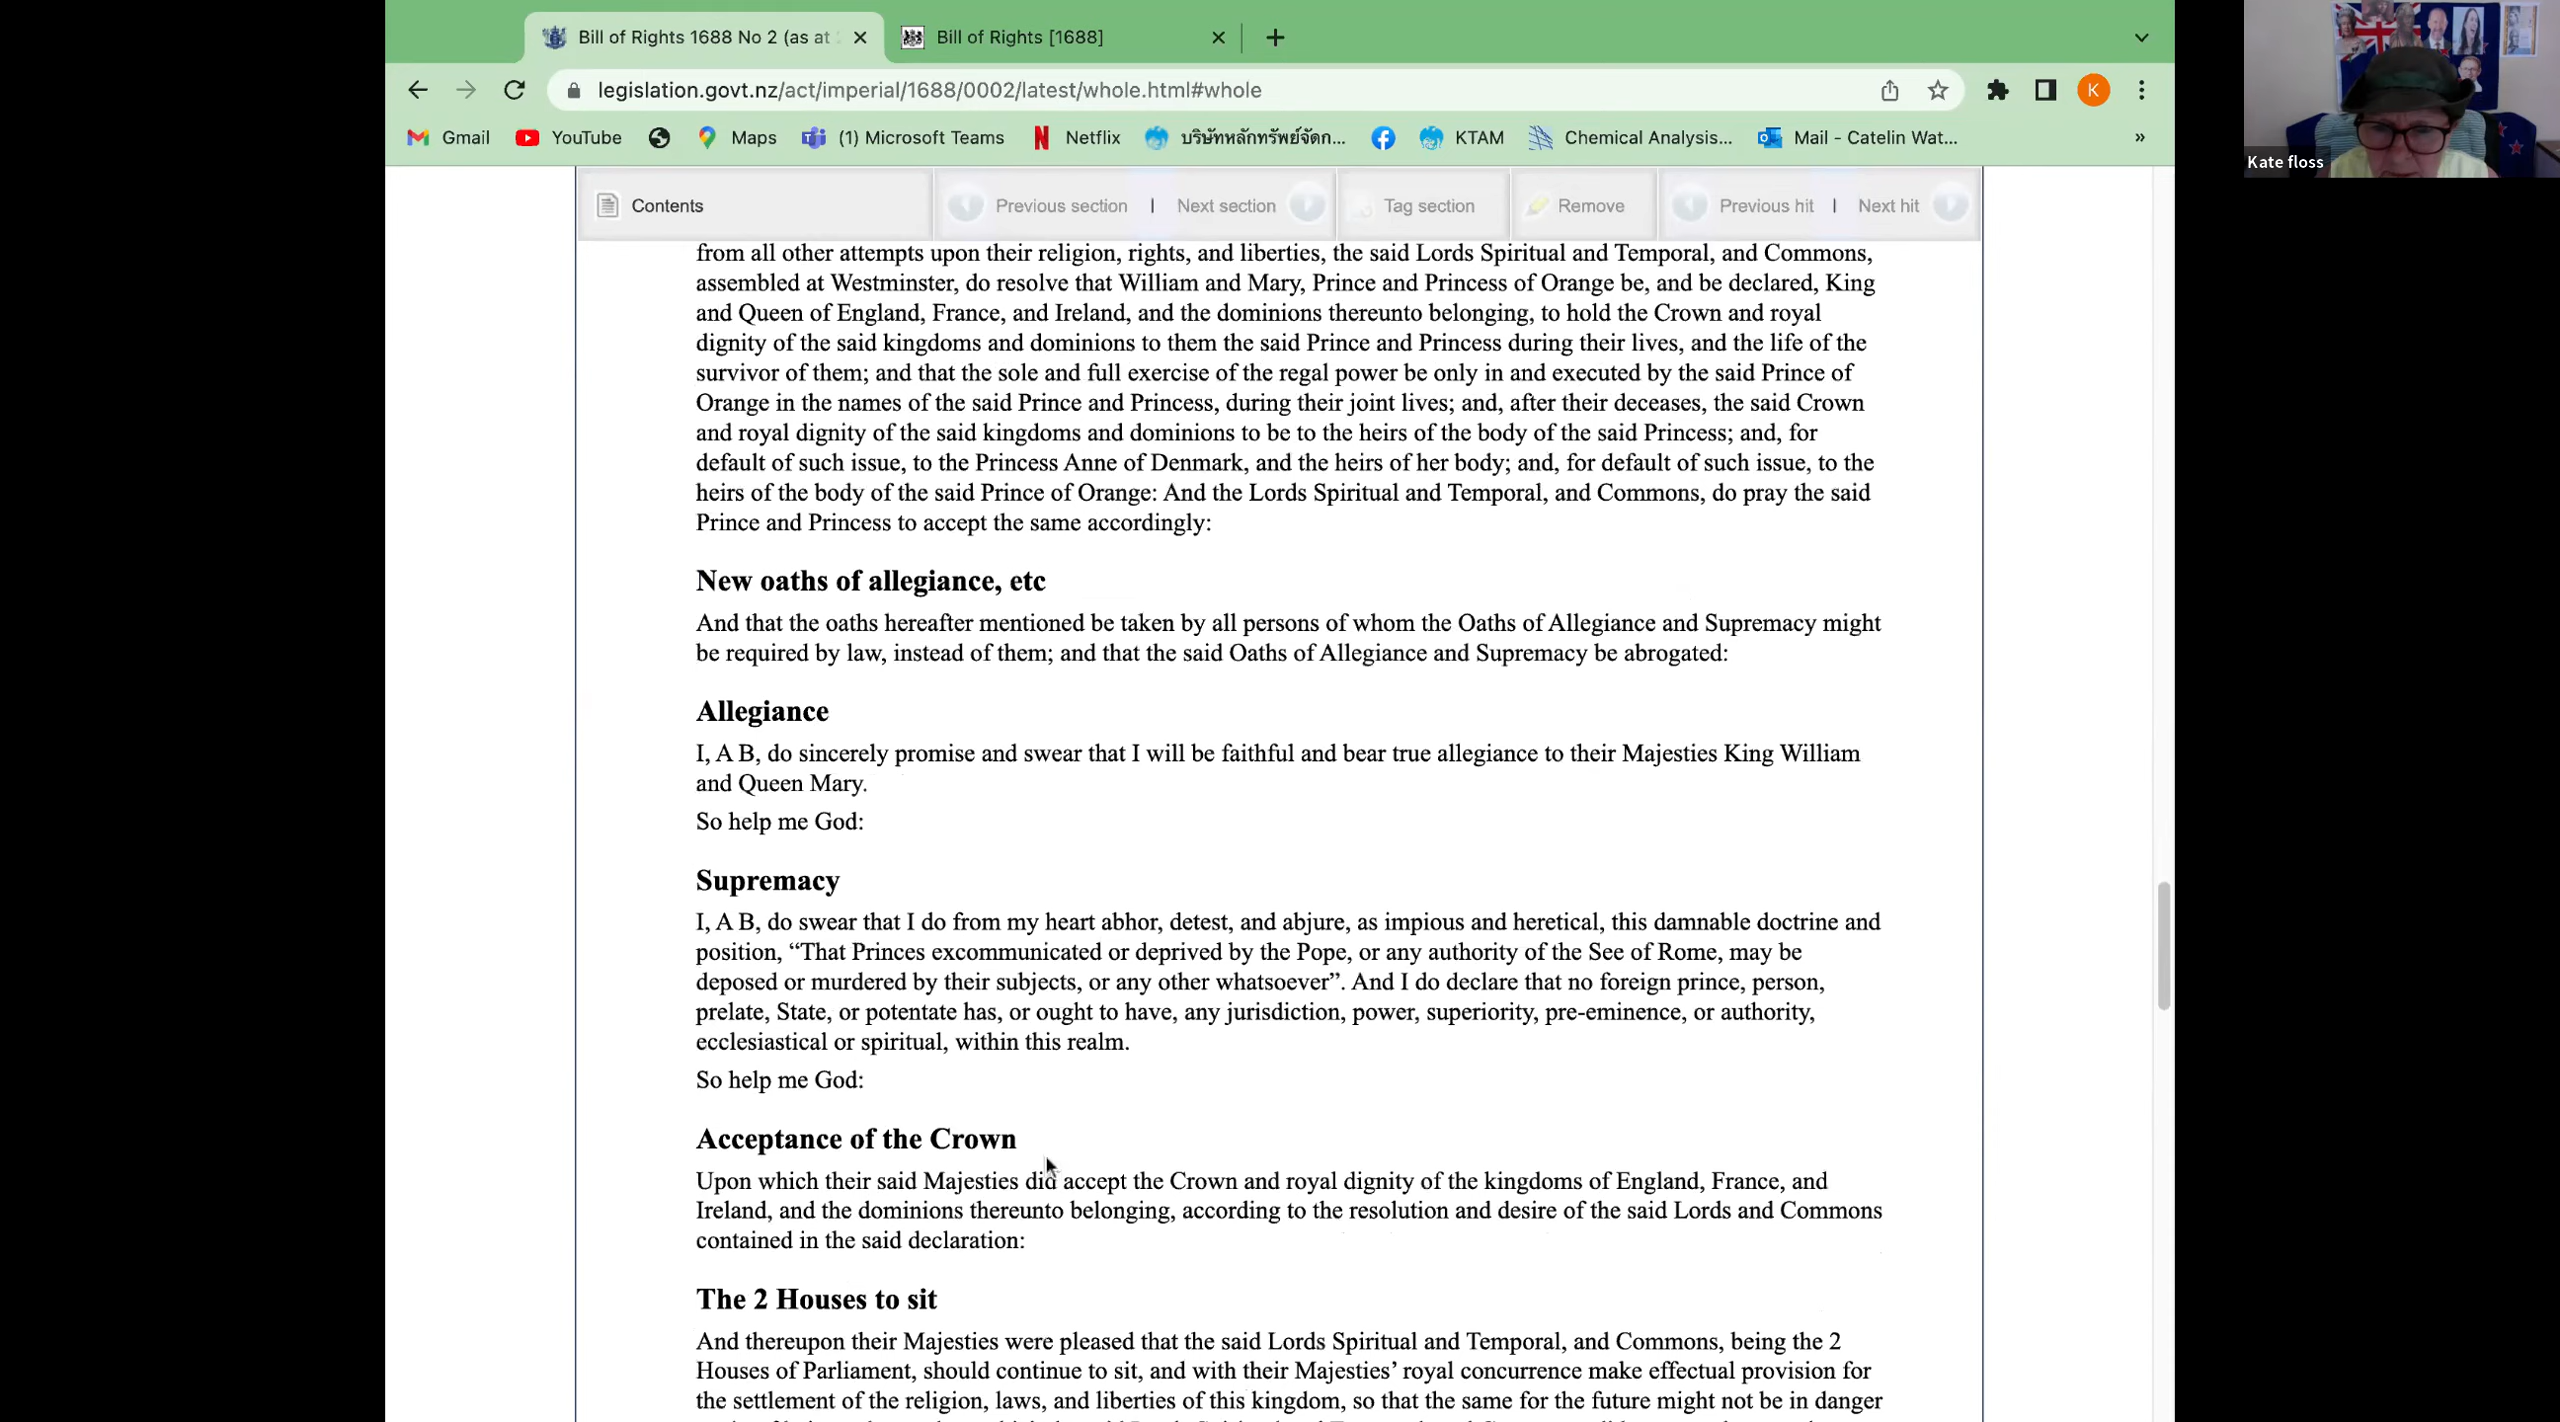 Bill of Rights 1688 No 2 (as at
Bill of Rights [1688]
legislation.govt.nz/act/imperial/1688/0002/latest/whole.html#whole
K
Gmail
YouTube
Maps
(1) Microsoft Teams
Netflix
บริษัทหลักทรัพย์จัดก...
KTAM
Chemical Analysis...
Mail - Catelin Wat...
»
Kate floss
Contents
Previous section | Next section
Tag section
Remove
Previous hit | Next hit
from all other attempts upon their religion, rights, and liberties, the said Lords Spiritual and Temporal, and Commons,
assembled at Westminster, do resolve that William and Mary, Prince and Princess of Orange be, and be declared, King
and Queen of England, France, and Ireland, and the dominions thereunto belonging, to hold the Crown and royal
dignity of the said kingdoms and dominions to them the said Prince and Princess during their lives, and the life of the
survivor of them; and that the sole and full exercise of the regal power be only in and executed by the said Prince of
Orange in the names of the said Prince and Princess, during their joint lives; and, after their deceases, the said Crown
and royal dignity of the said kingdoms and dominions to be to the heirs of the body of the said Princess; and, for
default of such issue, to the Princess Anne of Denmark, and the heirs of her body; and, for default of such issue, to the
heirs of the body of the said Prince of Orange: And the Lords Spiritual and Temporal, and Commons, do pray the said
Prince and Princess to accept the same accordingly:
New oaths of allegiance, etc
And that the oaths hereafter mentioned be taken by all persons of whom the Oaths of Allegiance and Supremacy might
be required by law, instead of them; and that the said Oaths of Allegiance and Supremacy be abrogated:
Allegiance
I, A B, do sincerely promise and swear that I will be faithful and bear true allegiance to their Majesties King William
and Queen Mary.
So help me God:
Supremacy
I, A B, do swear that I do from my heart abhor, detest, and abjure, as impious and heretical, this damnable doctrine and
position, “That Princes excommunicated or deprived by the Pope, or any authority of the See of Rome, may be
deposed or murdered by their subjects, or any other whatsoever”. And I do declare that no foreign prince, person,
prelate, State, or potentate has, or ought to have, any jurisdiction, power, superiority, pre-eminence, or authority,
ecclesiastical or spiritual, within this realm.
So help me God:
Acceptance of the Crown
Upon which their said Majesties did accept the Crown and royal dignity of the kingdoms of England, France, and
Ireland, and the dominions thereunto belonging, according to the resolution and desire of the said Lords and Commons
contained in the said declaration:
The 2 Houses to sit
And thereupon their Majesties were pleased that the said Lords Spiritual and Temporal, and Commons, being the 2
Houses of Parliament, should continue to sit, and with their Majesties’ royal concurrence make effectual provision for
the settlement of the religion, laws, and liberties of this kingdom, so that the same for the future might not be in danger